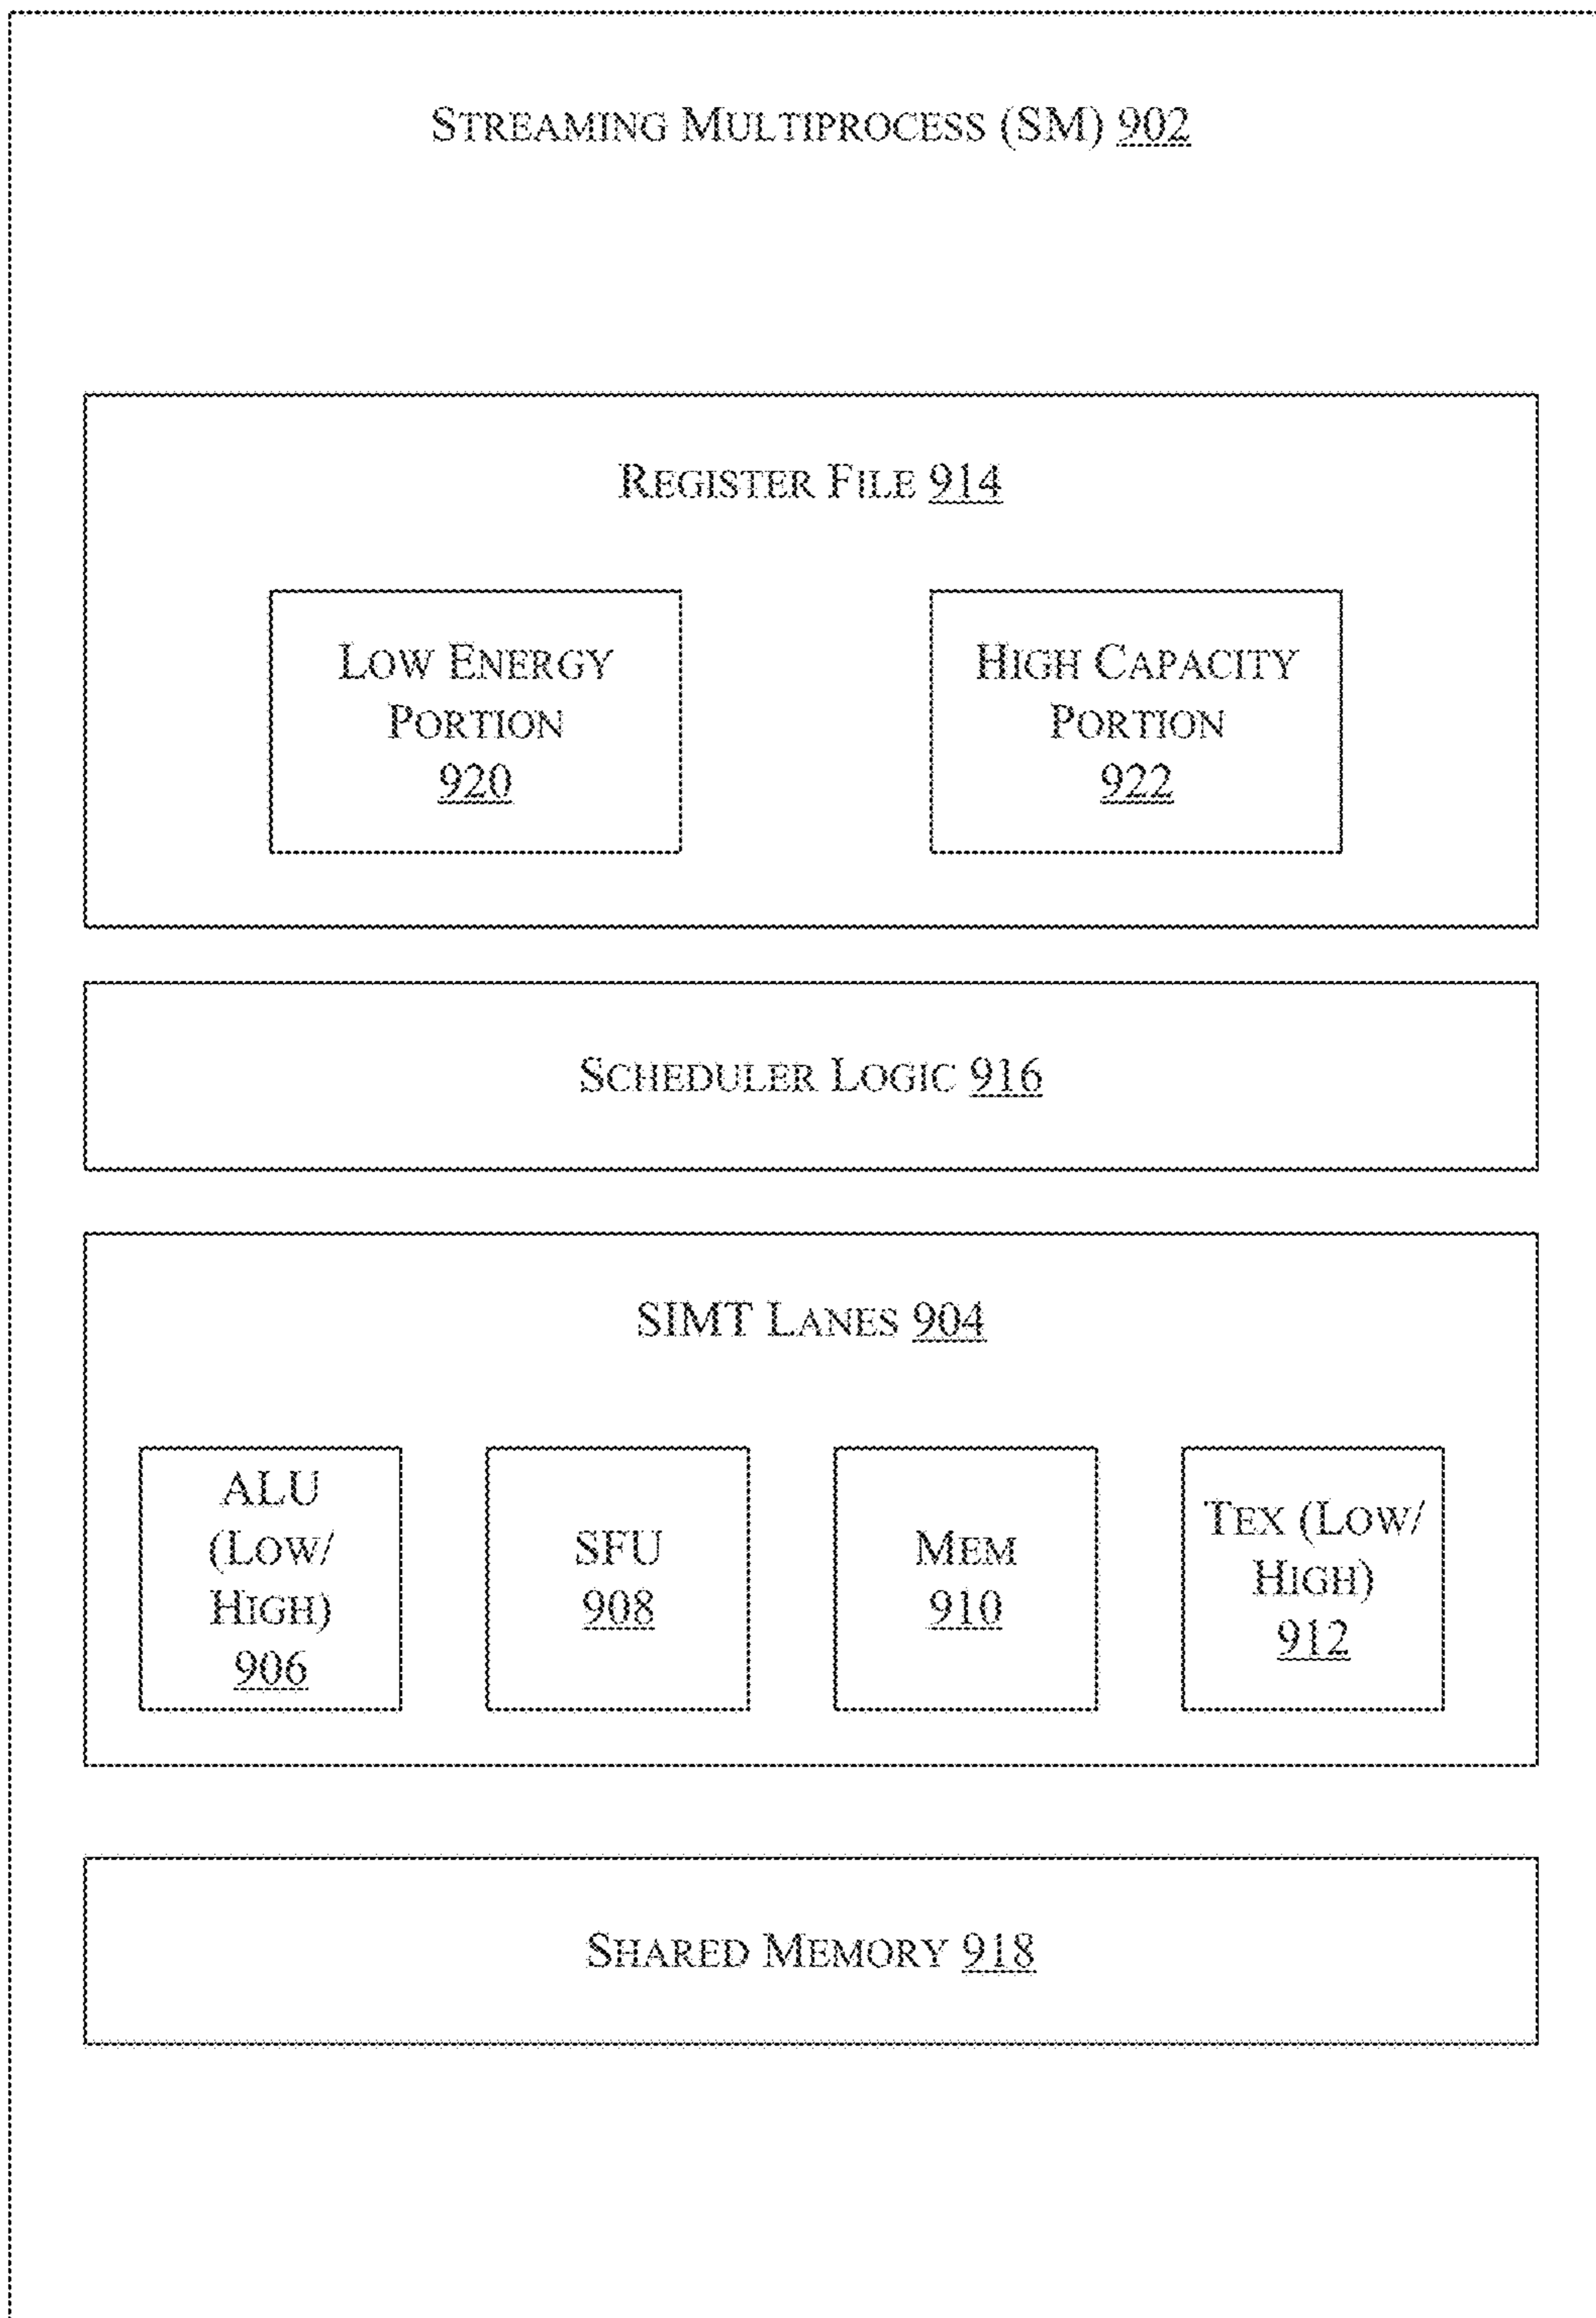 STREAMING MULTIPROCESS (SM) 902
REGISTER FILE 914
LOW ENERGY
PORTION
920
HIGH CAPACITY
PORTION
922
SCHEDULER LOGIC 916
SIMT LANES 904
ALU
(LOW/
HIGH)
906
SFU
908
MEM
910
TEX (LOW/
HIGH)
912
SHARED MEMORY 918